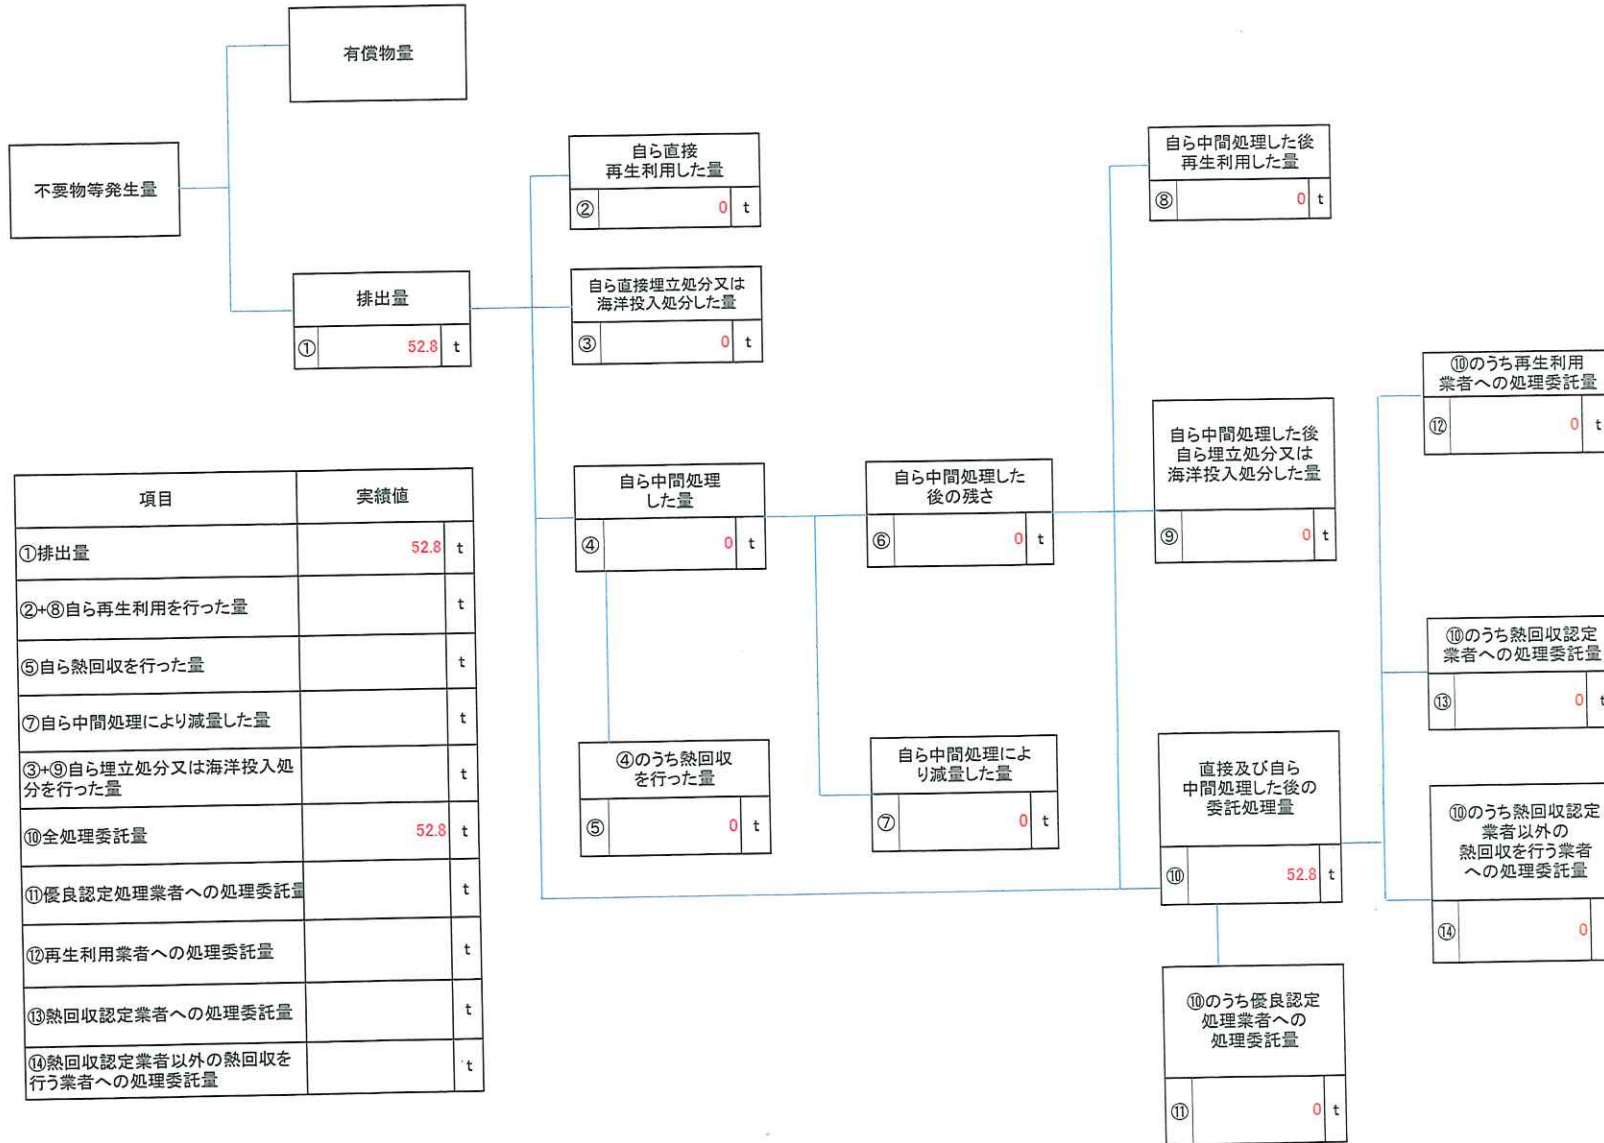 有償物量
不要物等発生量
排出量
① 52.8 t
自ら直接
再生利用した量
② 0 t
自ら直接埋立処分又は
海洋投入処分した量
③ 0 t
自ら中間処理
した量
④ 0 t
④のうち熱回収
を行った量
⑤ 0 t
自ら中間処理した
後の残さ
⑥ 0 t
自ら中間処理によ
り減量した量
⑦ 0 t
自ら中間処理した後
再生利用した量
⑧ 0 t
自ら中間処理した後
自ら埋立処分又は
海洋投入処分した量
⑨ 0 t
直接及び自ら
中間処理した後の
委託処理量
⑩ 52.8 t
⑩のうち優良認定
処理業者への
処理委託量
⑪ 0 t
⑩のうち再生利用
業者への処理委託量
⑫ 0 t
⑩のうち熱回収認定
業者への処理委託量
⑬ 0 t
⑩のうち熱回収認定
業者以外の
熱回収を行う業者
への処理委託量
⑭ 0
項目 実績値
①排出量 52.8 t
②+⑧自ら再生利用を行った量 t
⑤自ら熱回収を行った量 t
⑦自ら中間処理により減量した量 t
③+⑨自ら埋立処分又は海洋投入処
分を行った量 t
⑩全処理委託量 52.8 t
⑪優良認定処理業者への処理委託量 t
⑫再生利用業者への処理委託量 t
⑬熱回収認定業者への処理委託量 t
⑭熱回収認定業者以外の熱回収を
行う業者への処理委託量 t